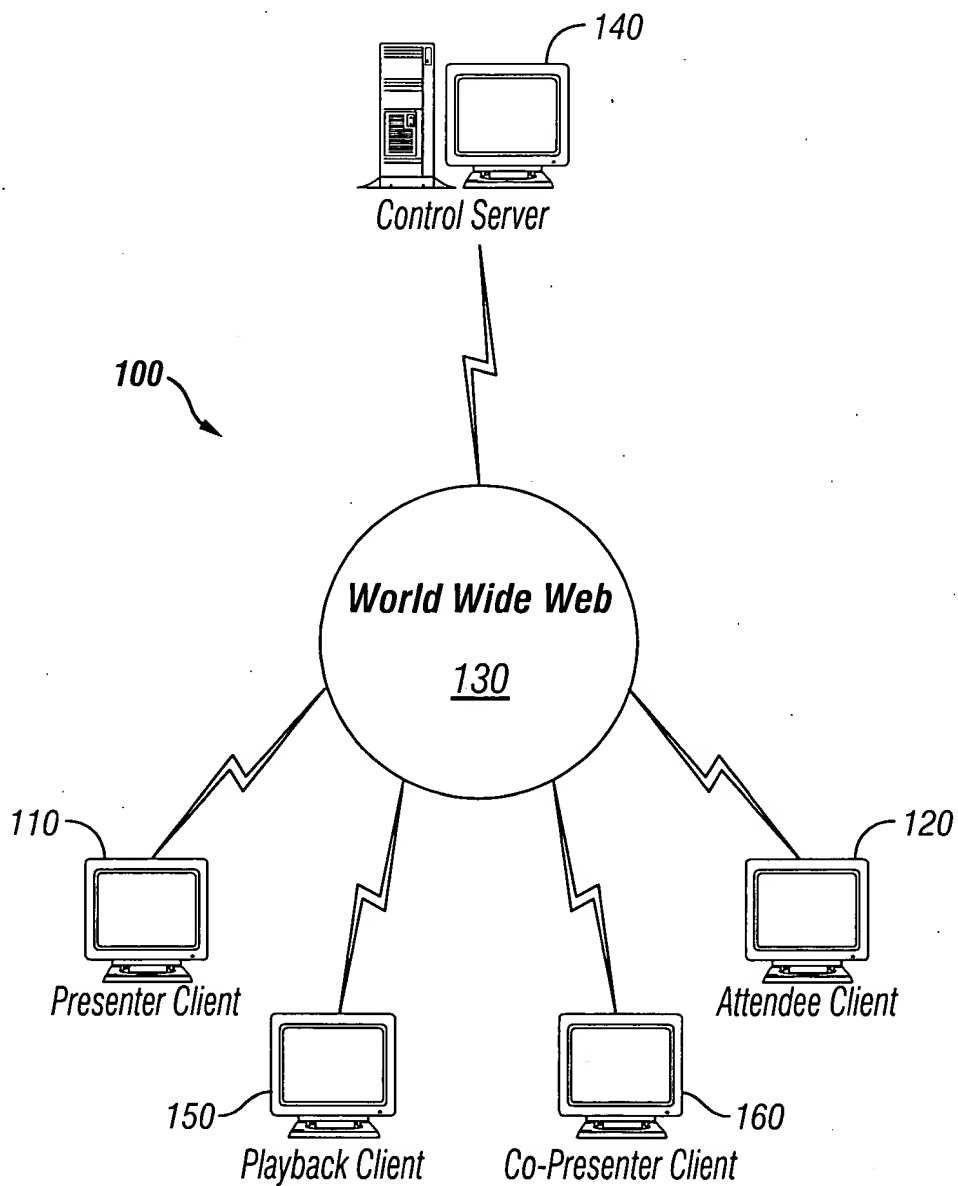 140
Control Server
100
World Wide Web
130
110
120
Presenter Client
Attendee Client
150
160
Playback Client
Co-Presenter Client